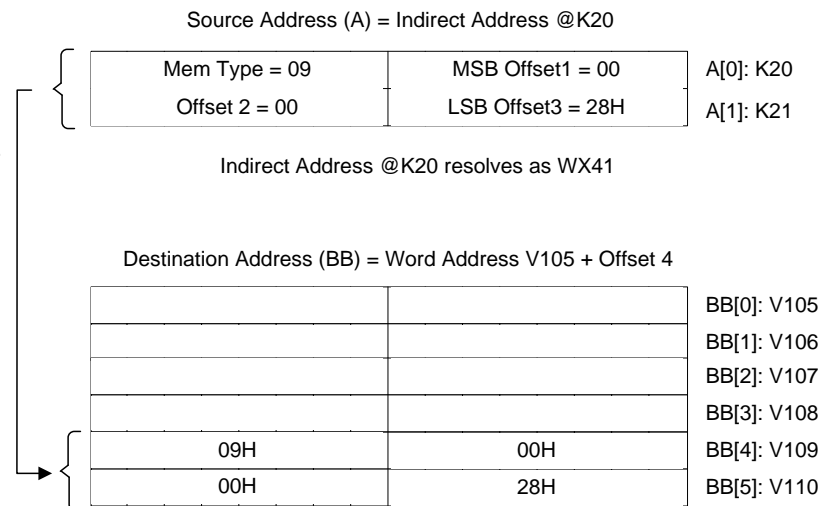 Source Address (A) = Indirect Address @K20
Mem Type = 09 MSB Offset1 = 00 A[0]: K20
Offset 2 = 00 LSB Offset3 = 28H A[1]: K21
Indirect Address @K20 resolves as WX41
Destination Address (BB) = Word Address V105 + Offset 4
BB[0]: V105
BB[1]: V106
BB[2]: V107
BB[3]: V108
09H 00H BB[4]: V109
00H 28H BB[5]: V110